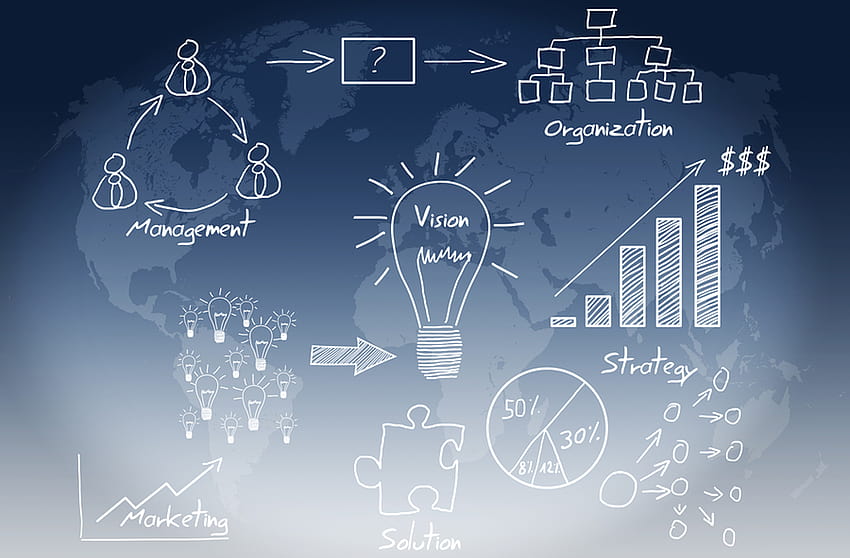 ?
Organization
$$$
Management
Vision
Strategy
50%
30%
8%
12%
Marketing
Solution